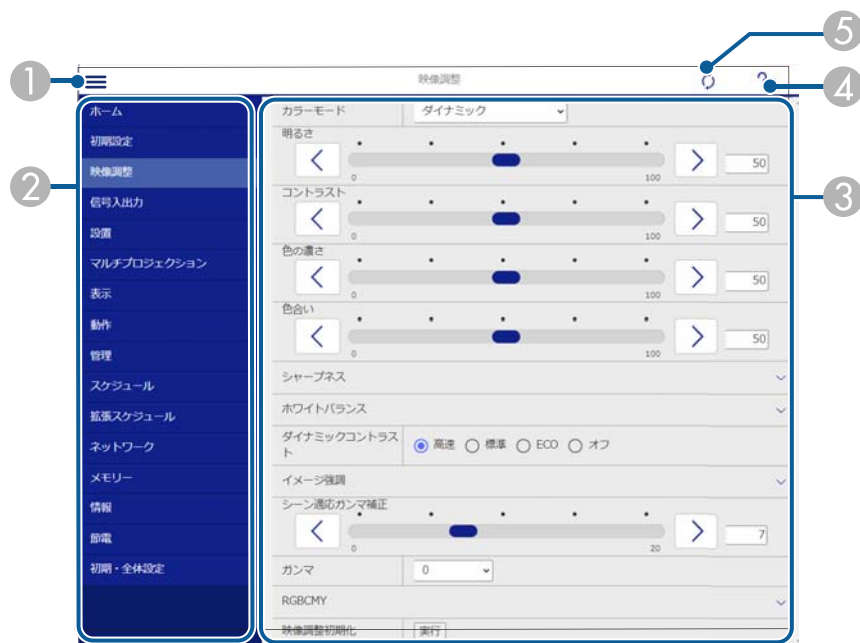 5
1
映像調整
?
4
ホーム
初期設定
映像調整
信号入出力
設置
マルチプロジェクション
表示
動作
管理
スケジュール
拡張スケジュール
ネットワーク
メモリー
情報
節電
初期・全体設定
2
カラーモード
ダイナミック
明るさ
0
100
50
コントラスト
0
100
50
色の濃さ
0
100
50
色合い
0
100
50
シャープネス
ホワイトバランス
ダイナミックコントラス
ト
高速 標準 ECO オフ
イメージ強調
シーン適応ガンマ補正
0
20
7
ガンマ
0
RGBCMY
映像調整初期化
実行
3